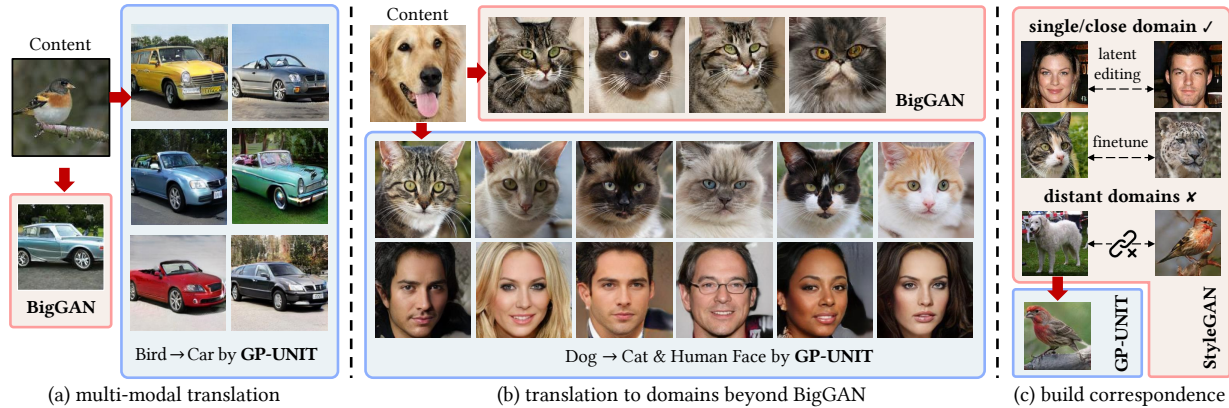 Content
BigGAN
Bird → Car by GP-UNIT
(a) multi-modal translation
Content
BigGAN
Dog → Cat & Human Face by GP-UNIT
(b) translation to domains beyond BigGAN
single/close domain ✓
latent
editing
finetune
distant domains ✘
GP-UNIT
StyleGAN
(c) build correspondence